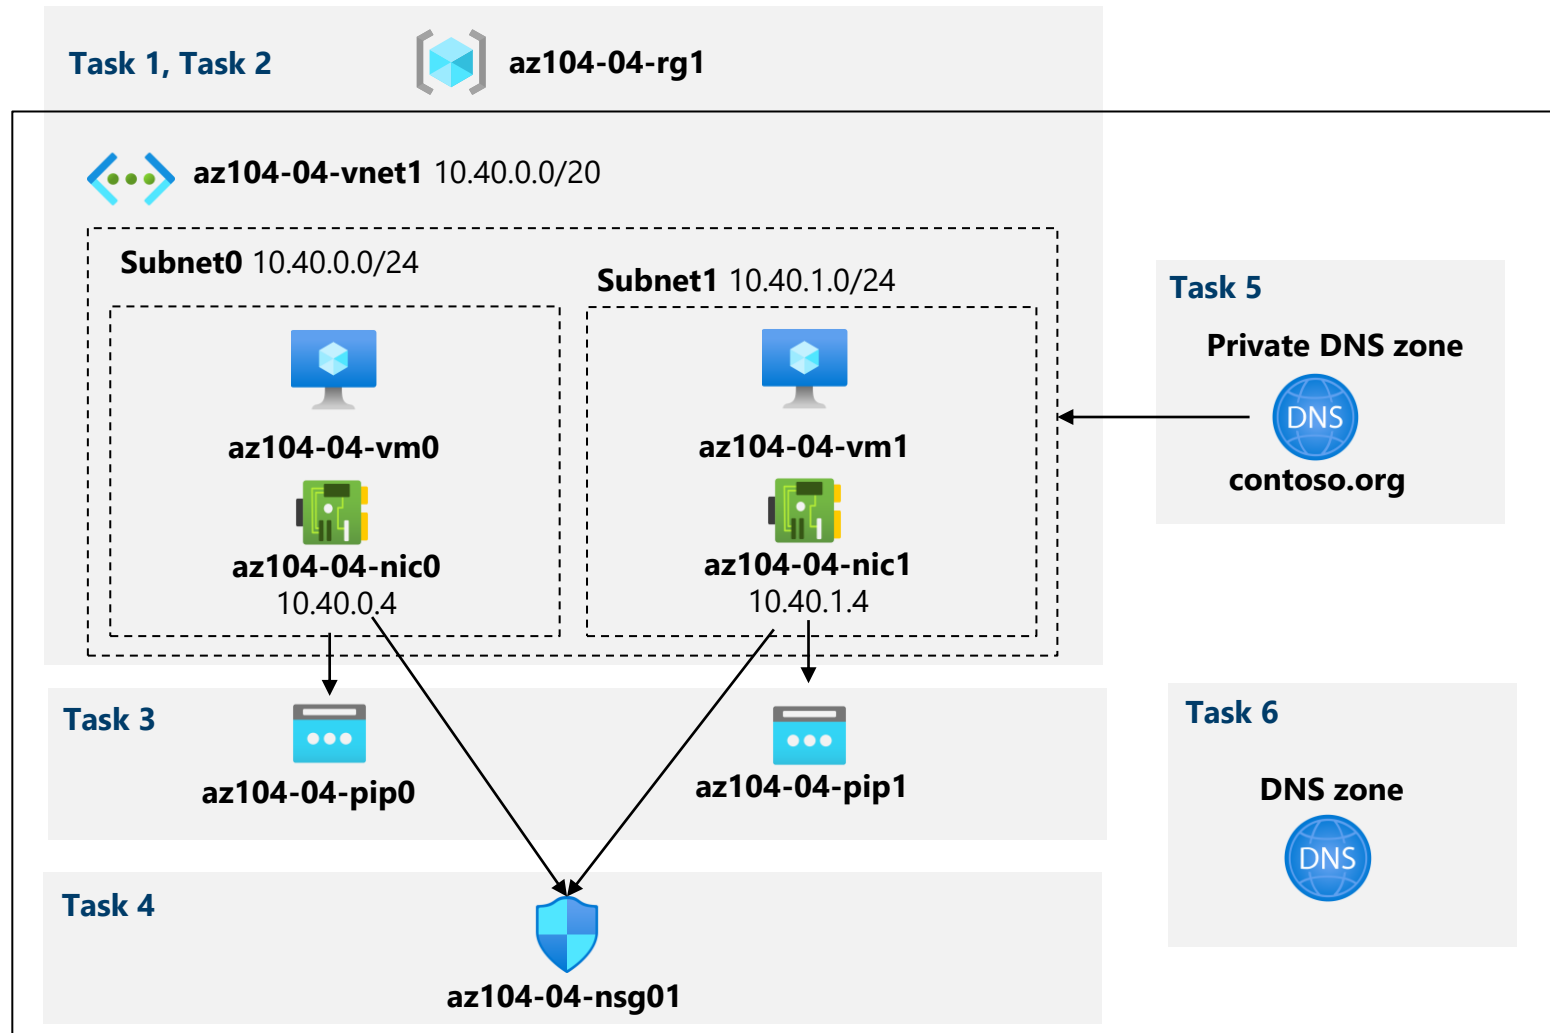 Task 1, Task 2
az104-04-rg1
az104-04-vnet1 10.40.0.0/20
Subnet0 10.40.0.0/24
Subnet1 10.40.1.0/24
az104-04-vm0
az104-04-vm1
az104-04-nic0
10.40.0.4
az104-04-nic1
10.40.1.4
Task 5
Private DNS zone
DNS
contoso.org
Task 3
az104-04-pip0
az104-04-pip1
Task 6
DNS zone
DNS
Task 4
az104-04-nsg01